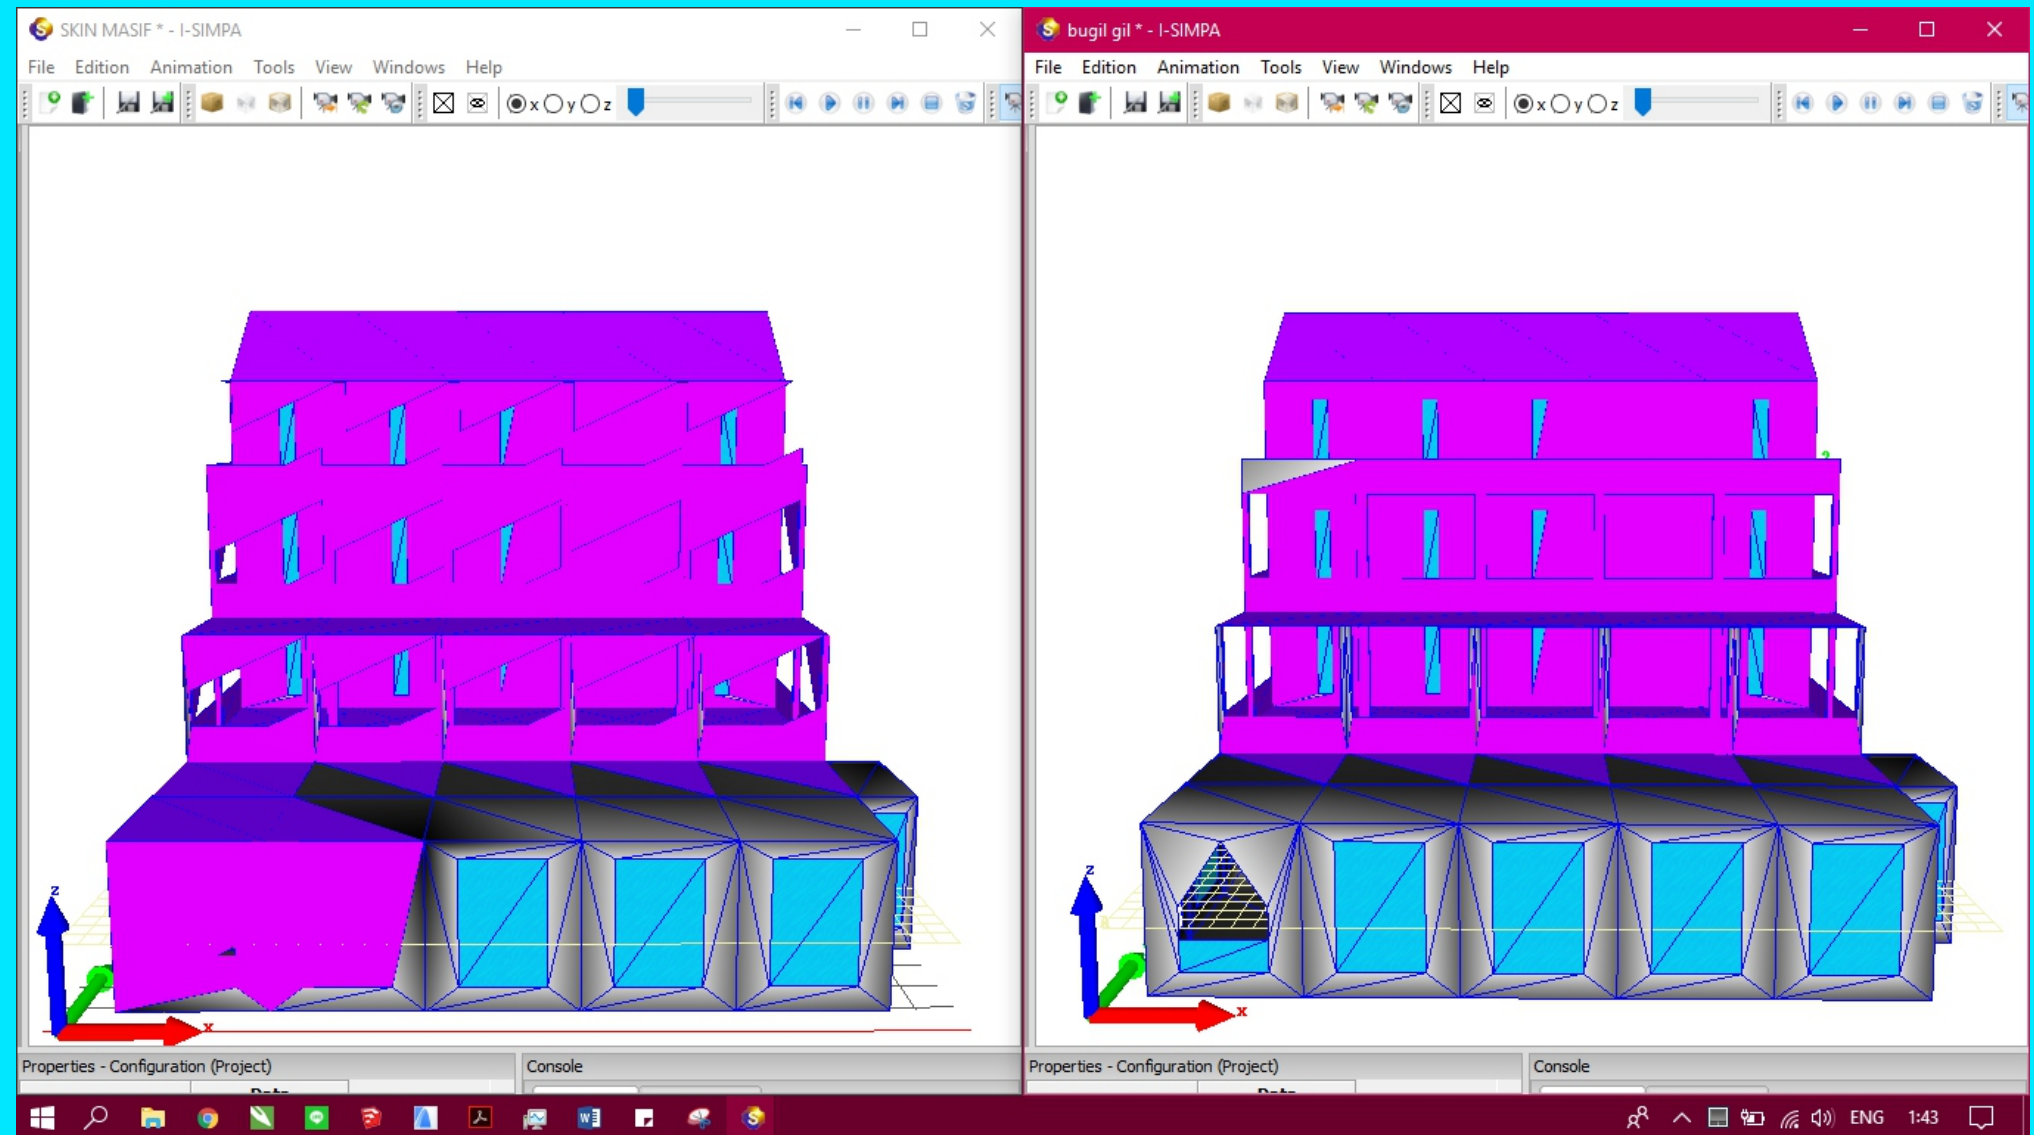 SKIN MASIF * - I-SIMPA
File Edition Animation Tools View Windows Help
x y z
z
x
Properties - Configuration (Project)
Console
bugil gil * - I-SIMPA
File Edition Animation Tools View Windows Help
x y z
z
x
Properties - Configuration (Project)
Console
ENG 1:43